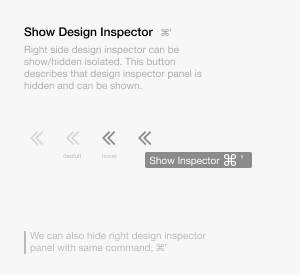 Show Design Inspector ⌘'
Right side design inspector can be
show/hidden isolated. This button
describes that design inspector panel is
hidden and can be shown.
deafult hover
Show Inspector ⌘ '
We can also hide right design inspector
panel with same command, ⌘'